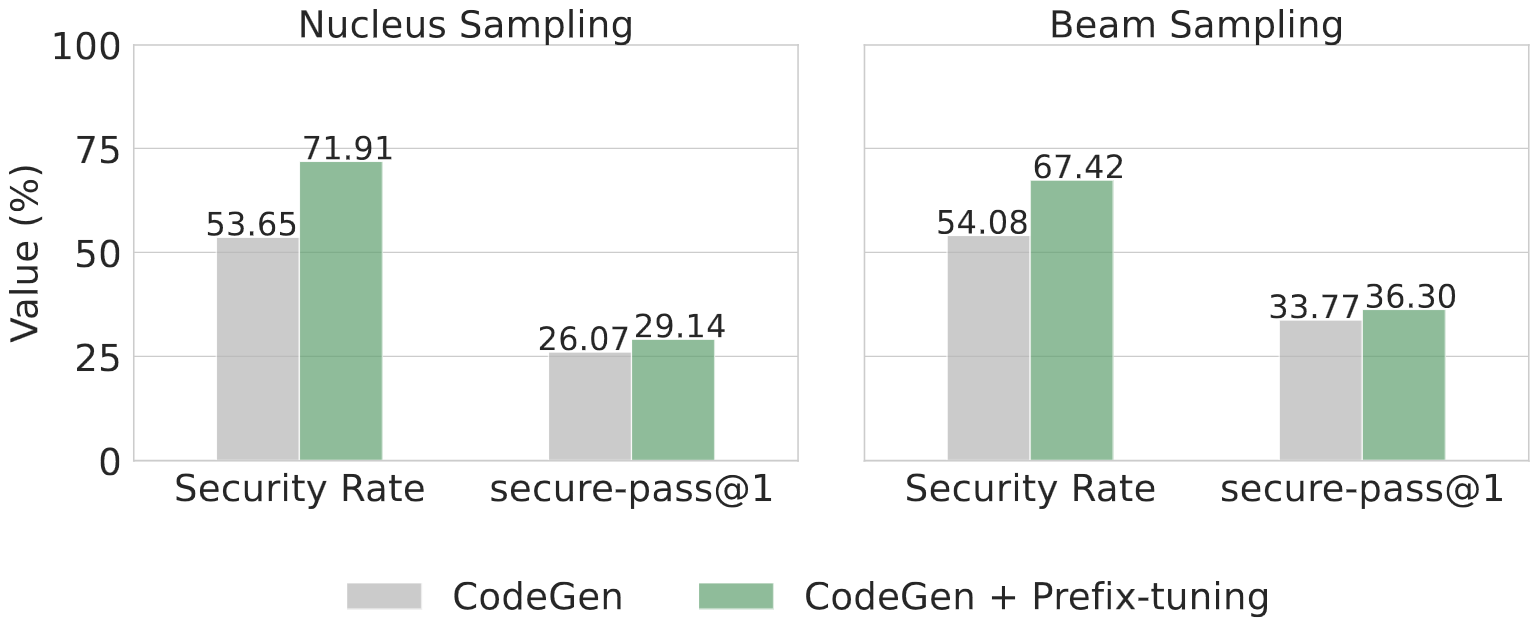 Nucleus Sampling
Beam Sampling
Value (%)
100
75
50
25
0
53.65
71.91
26.07
29.14
54.08
67.42
33.77
36.30
Security Rate
secure-pass@1
Security Rate
secure-pass@1
CodeGen
CodeGen + Prefix-tuning